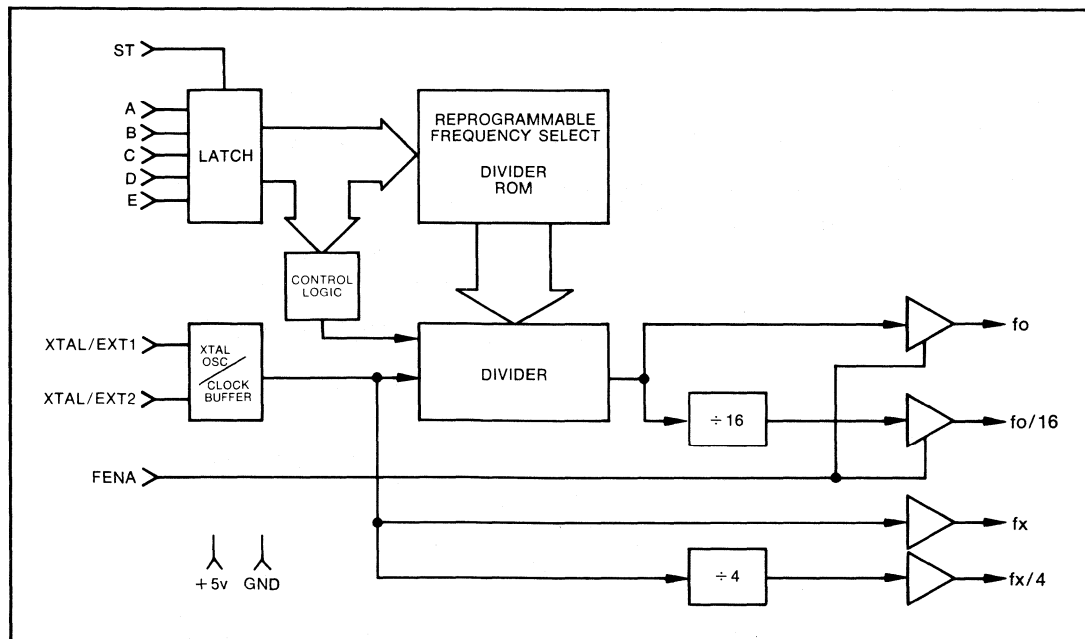 ST
A
B
C
D
E
LATCH
REPROGRAMMABLE
FREQUENCY SELECT
DIVIDER
ROM
CONTROL
LOGIC
XTAL/EXT1
XTAL/EXT2
XTAL
OSC
CLOCK
BUFFER
DIVIDER
fo
÷16
fo/16
FENA
fx
÷4
fx/4
+5v
GND